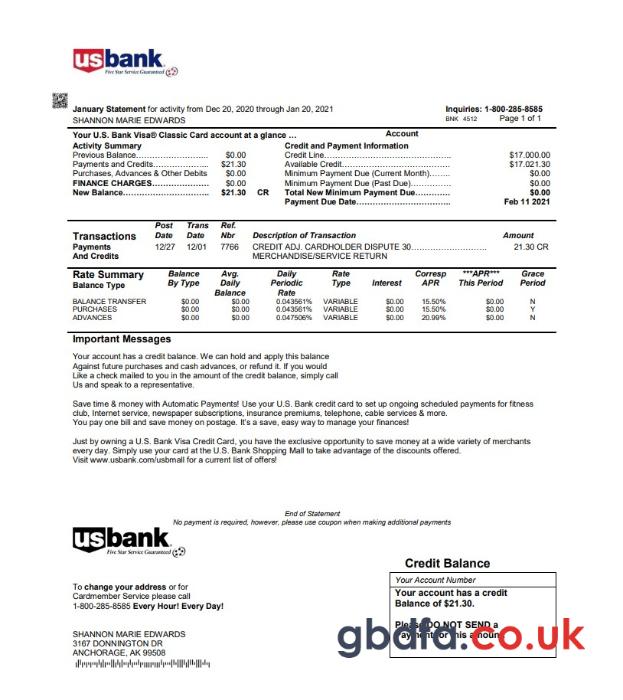 usbank
Five Star Service Guaranteed
January Statement for activity from Dec 20, 2020 through Jan 20, 2021
Inquiries: 1-800-285-8585
SHANNON MARIE EDWARDS
BNK 4512 Page 1 of 1
Your U.S. Bank Visa® Classic Card account at a glance ...
Account
Activity Summary
Previous Balance........................ $0.00
Payments and Credits................. $21.30
Purchases, Advances & Other Debits $0.00
FINANCE CHARGES................ $0.00
New Balance............................. $21.30 CR
Credit and Payment Information
Credit Line................................................. $17.000.00
Available Credit......................................... $17.021.30
Minimum Payment Due (Current Month)....... $0.00
Minimum Payment Due (Past Due)............... $0.00
Total New Minimum Payment Due............. $0.00
Payment Due Date.................................... Feb 11 2021
Transactions
Post Date Trans Date Ref. Nbr Description of Transaction Amount
Payments And Credits
12/27 12/01 7766 CREDIT ADJ. CARDHOLDER DISPUTE 30......................... 21.30 CR
MERCHANDISE/SERVICE RETURN
Rate Summary
Balance Type Balance By Type Avg. Daily Balance Daily Periodic Rate Rate Type Interest Corresp APR ***APR*** This Period Grace Period
BALANCE TRANSFER $0.00 $0.00 0.043561% VARIABLE $0.00 15.50% $0.00 N
PURCHASES $0.00 $0.00 0.043561% VARIABLE $0.00 15.50% $0.00 Y
ADVANCES $0.00 $0.00 0.047506% VARIABLE $0.00 20.99% $0.00 N
Important Messages
Your account has a credit balance. We can hold and apply this balance
Against future purchases and cash advances, or refund it. If you would
Like a check mailed to you in the amount of the credit balance, simply call
Us and speak to a representative.
Save time & money with Automatic Payments! Use your U.S. Bank credit card to set up ongoing scheduled payments for fitness
club, Internet service, newspaper subscriptions, insurance premiums, telephone, cable services & more.
You pay one bill and save money on postage. It's a save, easy way to manage your finances!
Just by owning a U.S. Bank Visa Credit Card, you have the exclusive opportunity to save money at a wide variety of merchants
every day. Simply use your card at the U.S. Bank Shopping Mall to take advantage of the discounts offered.
Visit www.usbank.com/usbmall for a current list of offers!
End of Statement
No payment is required, however, please use coupon when making additional payments
usbank
Five Star Service Guaranteed
To change your address or for
Cardmember Service please call
1-800-285-8585 Every Hour! Every Day!
SHANNON MARIE EDWARDS
3167 DONNINGTON DR
ANCHORAGE, AK 99508
Credit Balance
Your Account Number
Your account has a credit
Balance of $21.30.
Please DO NOT SEND a
Payment for this amount
gbdfa.co.uk